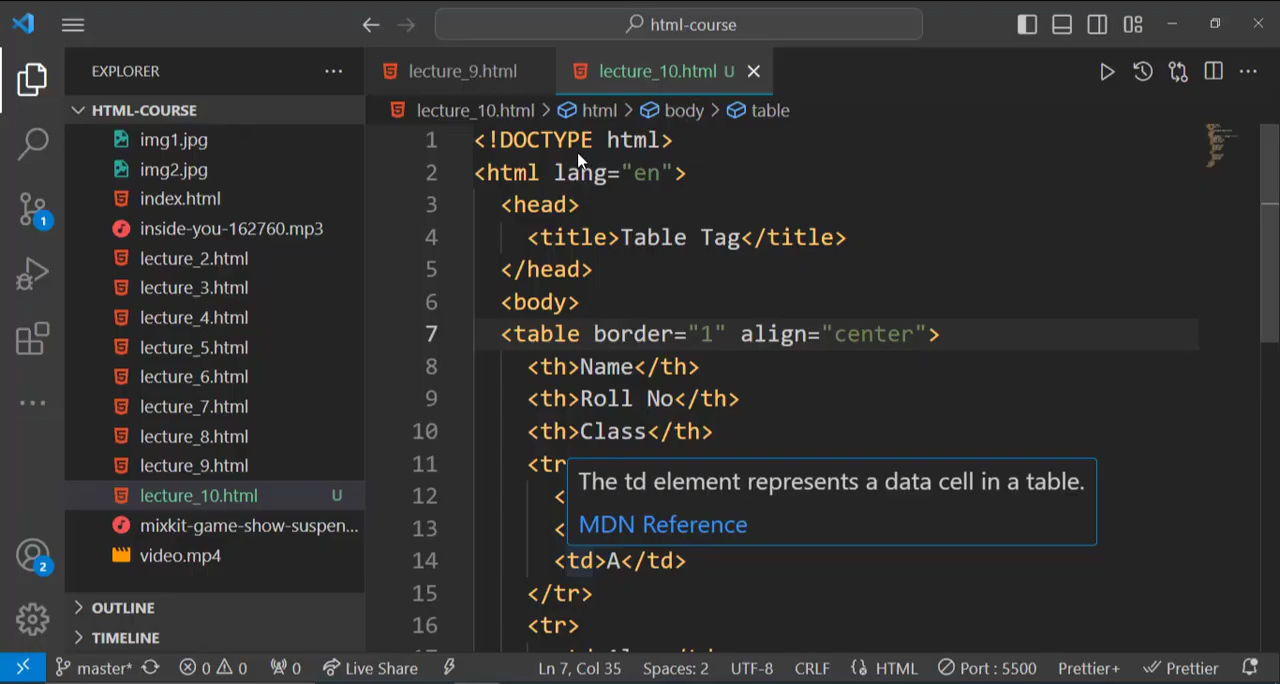 html-course
EXPLORER
HTML-COURSE
img1.jpg
img2.jpg
index.html
inside-you-162760.mp3
lecture_2.html
lecture_3.html
lecture_4.html
lecture_5.html
lecture_6.html
lecture_7.html
lecture_8.html
lecture_9.html
lecture_10.html U
mixkit-game-show-suspen...
video.mp4
OUTLINE
TIMELINE
1
2
lecture_9.html
lecture_10.html U
lecture_10.html > html > body > table
1 <!DOCTYPE html>
2 <html lang="en">
3 <head>
4 <title>Table Tag</title>
5 </head>
6 <body>
7 <table border="1" align="center">
8 <th>Name</th>
9 <th>Roll No</th>
10 <th>Class</th>
11 <tr
12 <
13 <
14 <td>A</td>
15 </tr>
16 <tr>
The td element represents a data cell in a table.
MDN Reference
master* 0 0 0 Live Share Ln 7, Col 35 Spaces: 2 UTF-8 CRLF HTML Port : 5500 Prettier+ Prettier